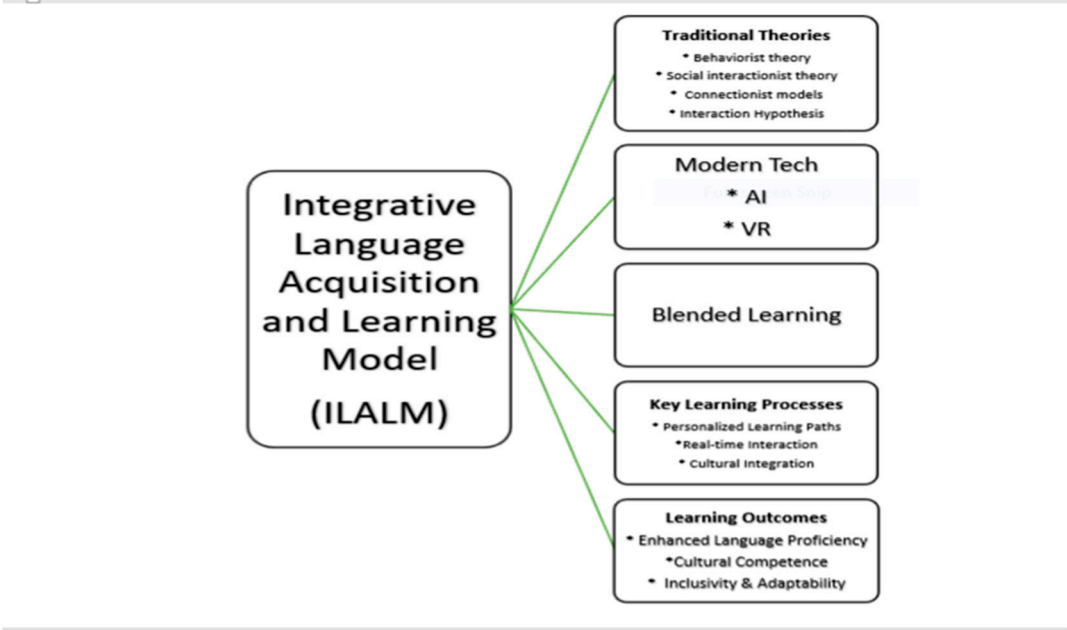 Integrative
Language
Acquisition
and Learning
Model
(ILALM)
Traditional Theories
* Behaviorist theory
* Social interactionist theory
* Connectionist models
* Interaction Hypothesis
Modern Tech
* AI
* VR
Blended Learning
Key Learning Processes
* Personalized Learning Paths
*Real-time Interaction
* Cultural Integration
Learning Outcomes
* Enhanced Language Proficiency
*Cultural Competence
* Inclusivity & Adaptability